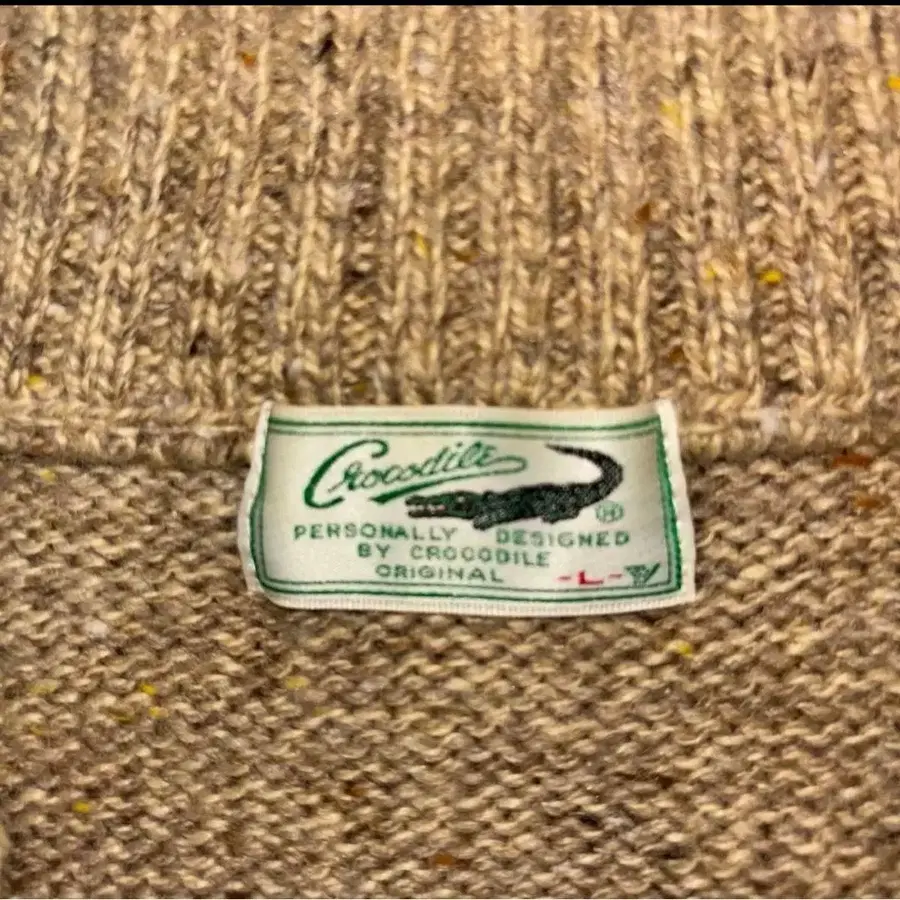 Crocodile
PERSONALLY DESIGNED
BY CROCODILE
ORIGINAL -L-